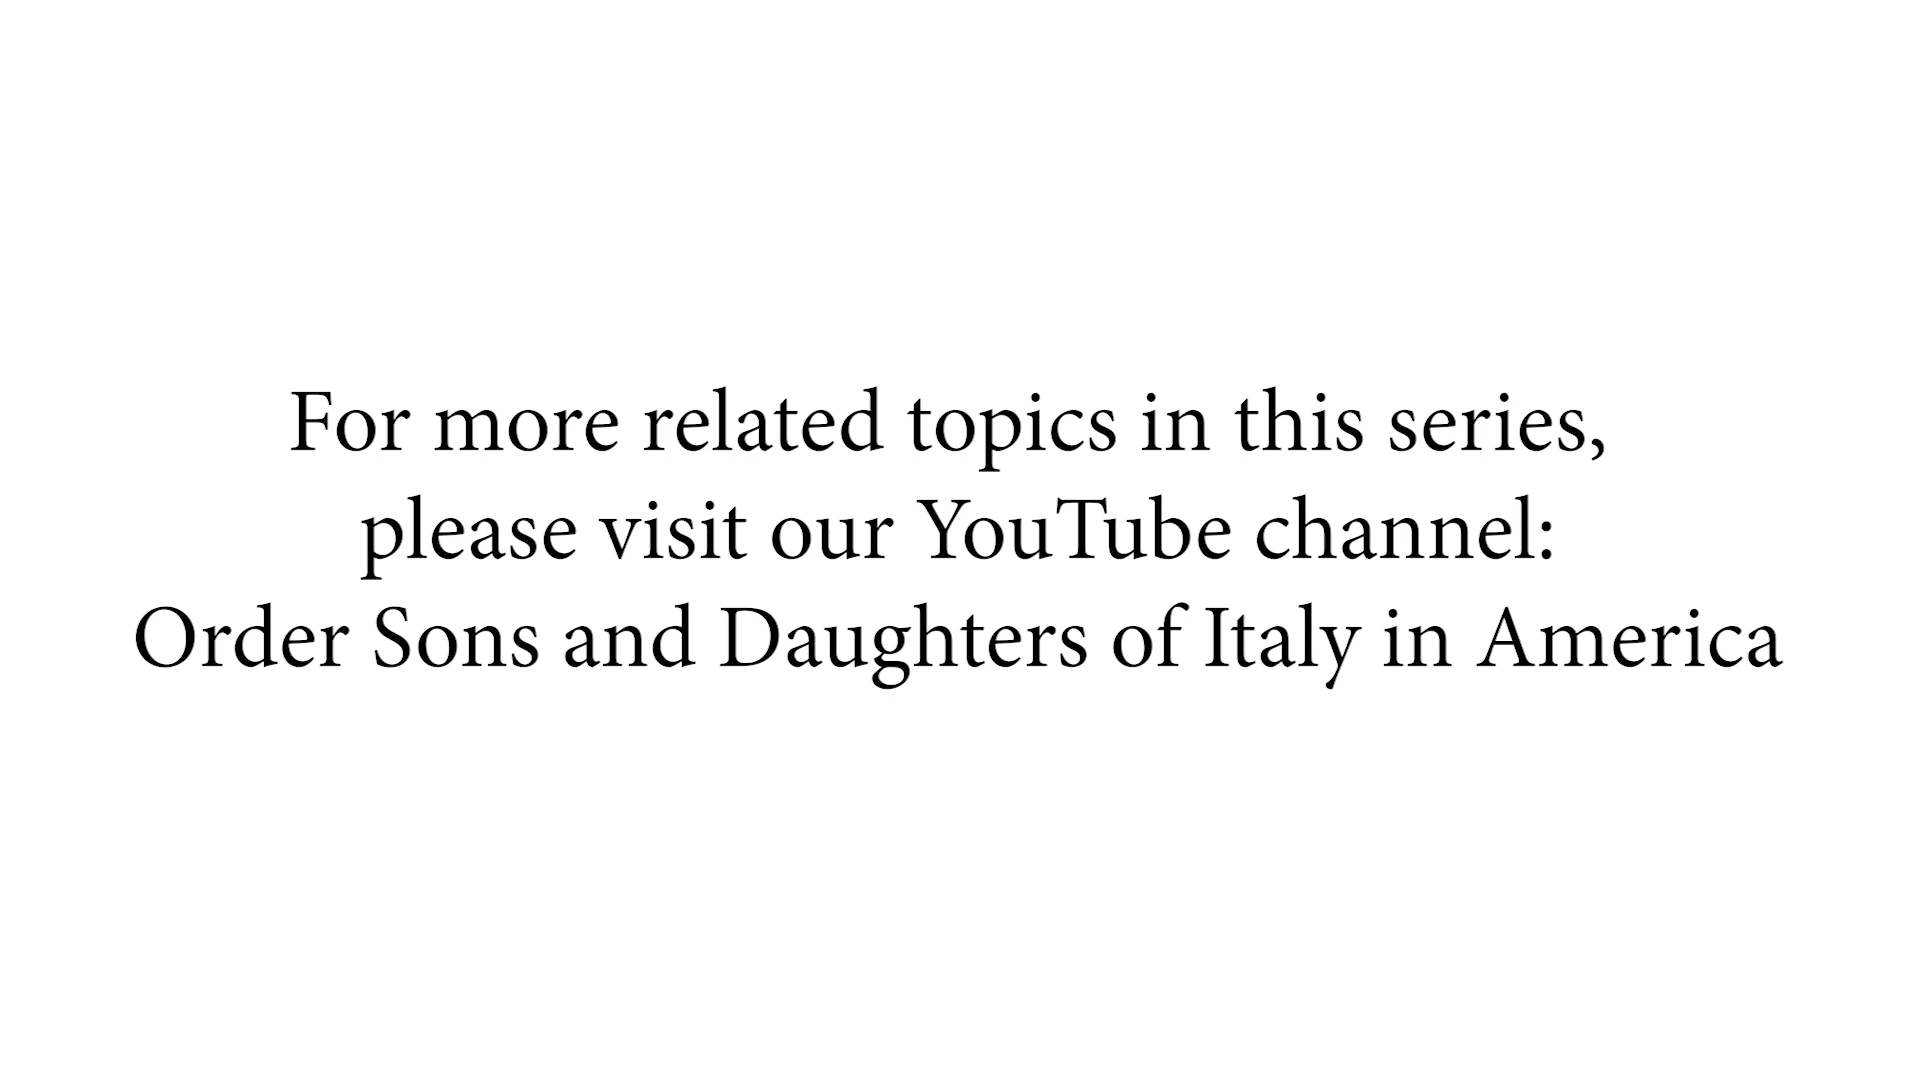 For more related topics in this series,
please visit our YouTube channel:
Order Sons and Daughters of Italy in America